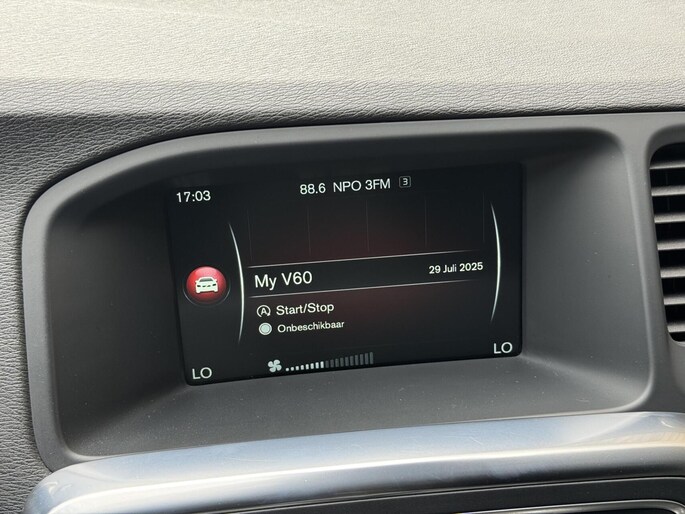 17:03 88.6 NPO 3FM 3
My V60 29 Juli 2025
Start/Stop
Onbeschikbaar
LO LO